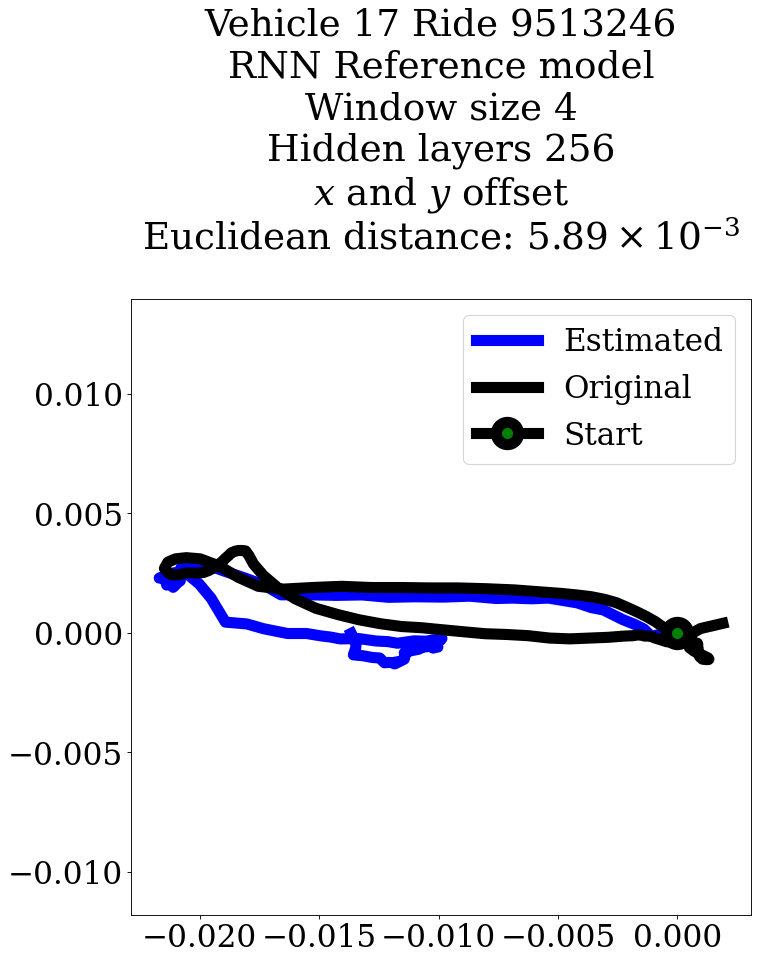 Vehicle 17 Ride 9513246
RNN Reference model
Window size 4
Hidden layers 256
x and y offset
Euclidean distance: 5.89 × 10⁻³
Estimated
Original
Start
0.010
0.005
0.000
−0.005
−0.010
−0.020 −0.015 −0.010 −0.005 0.000